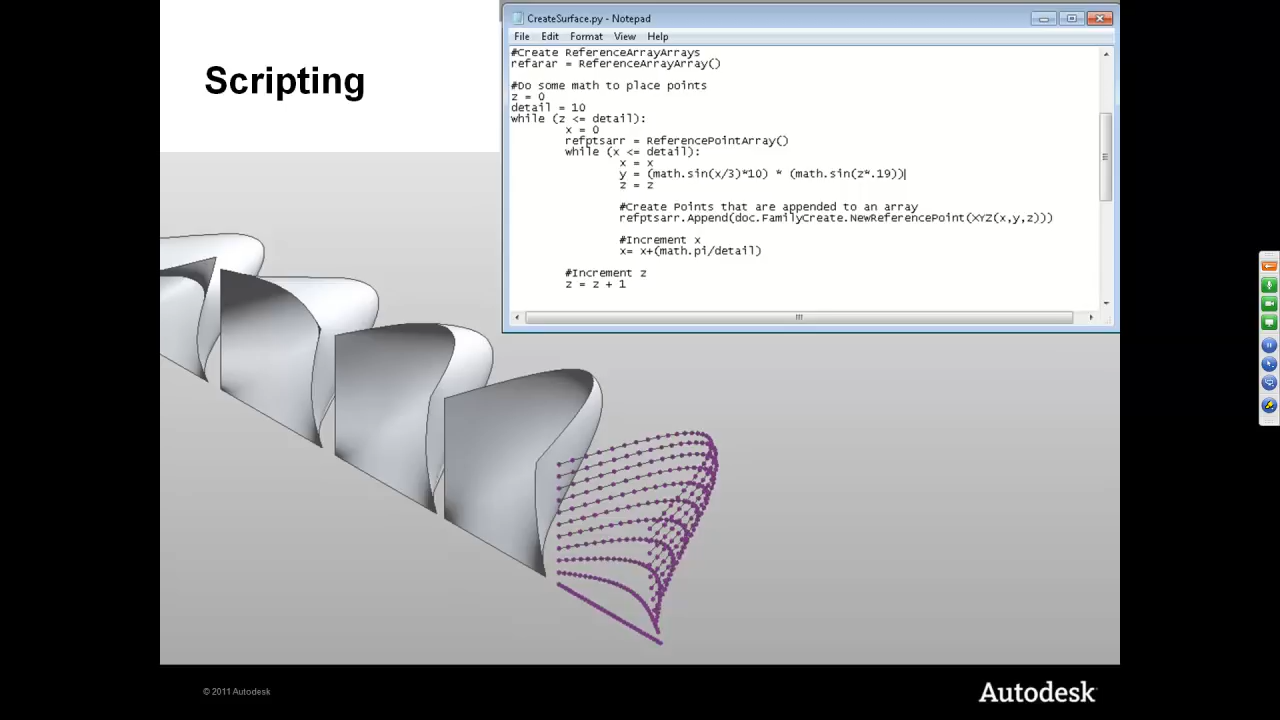 Scripting
CreateSurface.py - Notepad
File Edit Format View Help
#Create ReferenceArrayArrays
refarar = ReferenceArrayArray()
#Do some math to place points
z = 0
detail = 10
while (z <= detail):
x = 0
refptsarr = ReferencePointArray()
while (x <= detail):
x = x
y = (math.sin(x/3)*10) * (math.sin(z*.19))
z = z
#Create Points that are appended to an array
refptsarr.Append(doc.FamilyCreate.NewReferencePoint(XYZ(x,y,z)))
#Increment x
x= x+(math.pi/detail)
#Increment z
z = z + 1
© 2011 Autodesk
Autodesk